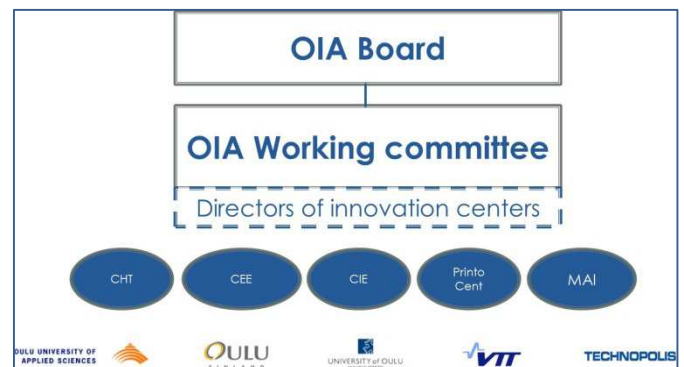 OIA Board
OIA Working committee
Directors of innovation centers
CHT
CEE
CIE
Printo
Cent
MAI
OULU UNIVERSITY OF
APPLIED SCIENCES
OULU
UNIVERSITY of OULU
VTT
TECHNOPOLIS